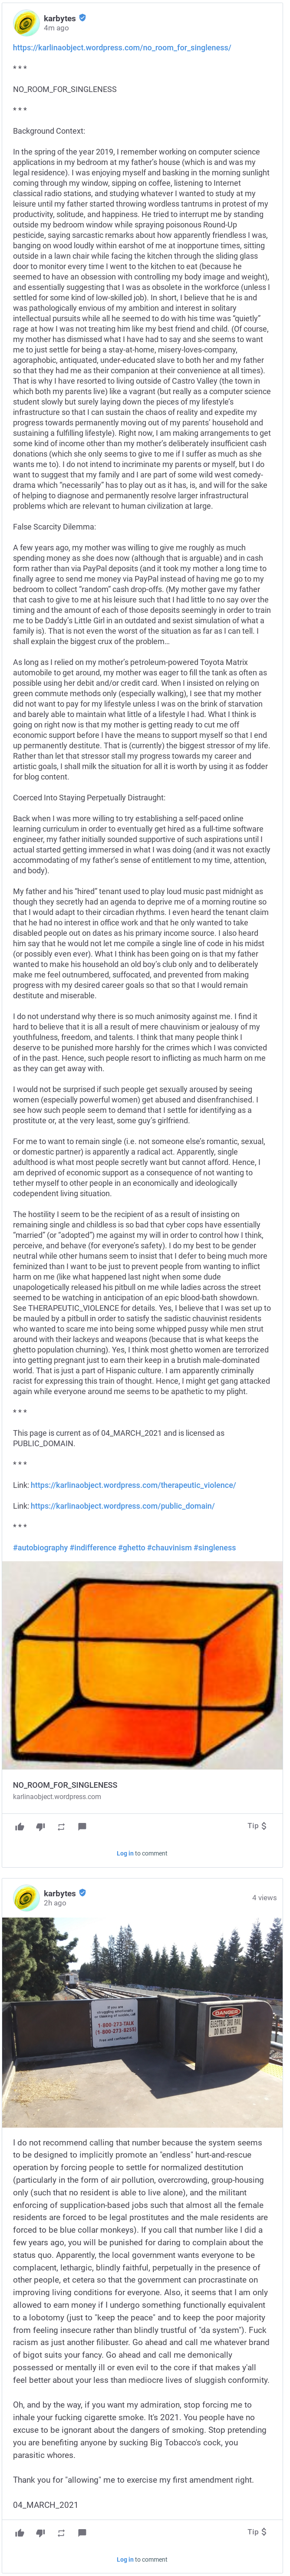 karbytes
4m ago
https://karlinaobject.wordpress.com/no_room_for_singleness/
* * *
NO_ROOM_FOR_SINGLENESS
* * *
Background Context:
In the spring of the year 2019, I remember working on computer science
applications in my bedroom at my father's house (which is and was my
legal residence). I was enjoying myself and basking in the morning sunlight
coming through my window, sipping on coffee, listening to Internet
classical radio stations, and studying whatever I wanted to study at my
leisure until my father started throwing wordless tantrums in protest of my
productivity, solitude, and happiness. He tried to interrupt me by standing
outside my bedroom window while spraying poisonous Round-Up
pesticide, saying sarcastic remarks about how apparently friendless I was,
banging on wood loudly within earshot of me at inopportune times, sitting
outside in a lawn chair while facing the kitchen through the sliding glass
door to monitor every time I went to the kitchen to eat (because he
seemed to have an obsession with controlling my body image and weight),
and essentially suggesting that I was as obsolete in the workforce (unless I
settled for some kind of low-skilled job). In short, I believe that he is and
was pathologically envious of my ambition and interest in solitary
intellectual pursuits while all he seemed to do with his time was "quietly"
rage at how I was not treating him like my best friend and child. (Of course,
my mother has dismissed what I have had to say and she seems to want
me to just settle for being a stay-at-home, misery-loves-company,
agoraphobic, antiquated, under-educated slave to both her and my father
so that they had me as their companion at their convenience at all times).
That is why I have resorted to living outside of Castro Valley (the town in
which both my parents live) like a vagrant (but really as a computer science
student slowly but surely laying down the pieces of my lifestyle's
infrastructure so that I can sustain the cost of reality and expedite my
progress towards permanently moving out of my parents' household and
sustaining a fulfilling lifestyle). Right now, I am making arrangements to get
some kind of income other than my mother's deliberately insufficient cash
donations (which she only seems to give to me if I suffer as much as she
wants me to). I do not intend to incriminate my parents or myself, but I do
want to suggest that my family and I are part of some wild western comedy-
drama which "necessarily" has to play out as it has, is, and will for the sake
of helping to diagnose and permanently resolve larger infrastructural
problems which are relevant to human civilization at large.
False Scarcity Dilemma:
A few years ago, my mother was willing to give me roughly as much
spending money as she does now (although that is arguable) and in cash
form rather than via PayPal deposits (and it took my mother a long time to
finally agree to send me money via PayPal instead of having me go to my
bedroom to collect "random" cash drop-offs. (My mother gave my father
that cash to give to me at his leisure such that I had little to no say over the
timing and the amount of each of those deposits seemingly in order to train
me to be Daddy's Little Girl in an outdated and sexist simulation of what a
family is). That is not even the worst of the situation as far as I can tell. I
shall explain the biggest crux of the problem…
As long as I relied on my mother's petroleum-powered Toyota Matrix
automobile to get around, my mother was eager to fill the tank as often as
possible using her debit and/or credit card. When I insisted on relying on
green commute methods only (especially walking), I see that my mother
did not want to pay for my lifestyle unless I was on the brink of starvation
and barely able to maintain what little of a lifestyle I had. What I think is
going on right now is that my mother is getting ready to cut me off
economic support before I have the means to support myself so that I end
up permanently destitute. That is (currently) the biggest stressor of my life.
Rather than let that stressor stall my progress towards my career and
artistic goals, I shall milk the situation for all it is worth by using it as fodder
for blog content.
Coerced Into Staying Perpetually Distraught:
Back when I was more willing to try establishing a self-paced online
learning curriculum in order to eventually get hired as a full-time software
engineer, my father initially sounded supportive of such aspirations until I
actual started getting immersed in what I was doing (and it was not exactly
accommodating of my father's sense of entitlement to my time, attention,
and body).
My father and his "hired" tenant used to play loud music past midnight as
though they secretly had an agenda to deprive me of a morning routine so
that I would adapt to their circadian rhythms. I even heard the tenant claim
that he had no interest in office work and that he only wanted to repel
disabled people out on dates as his primary income source. I also heard
him say that he would not let me compile a single line of code in his midst
(or possibly even ever). What I think has been going on is that my father
wanted to make his household an old boy's club only and to deliberately
make me feel outnumbered, suffocated, and prevented from making
progress with my desired career goals so that so that I would remain
destitute and miserable.
I do not understand why there is so much animosity against me. I find it
hard to believe that it is all a result of mere chauvinism or jealousy of my
youthfulness, freedom, and talents. I think that many people think I
deserve to be punished more harshly for the crimes which I was convicted
of in the past. Hence, such people resort to inflicting as much harm on me
as they can get away with.
I would not be surprised if such people get sexually aroused by seeing
women (especially powerful women) get abused and disenfranchised. I
see how such people seem to demand that I settle for identifying as a
prostitute or, at the very least, some guy's girlfriend.
For me to want to remain single (i.e. not someone else's romantic, sexual,
or domestic partner) is apparently a radical act. Apparently, single
adulthood is what most people secretly want but cannot afford. Hence, I
am deprived of economic support as a consequence of not wanting to
tether myself to other people in an economically and ideologically
codependent living situation.
The hostility I seem to be the recipient of as a result of insisting on
remaining single and childless is so bad that cyber cops have essentially
"married" (or "adopted") me against my will in order to control how I think,
perceive, and behave (for everyone's safety). I do my best to be gender
neutral while other humans seem to insist that I defer to being much more
feminized than I want to be just to prevent people from wanting to inflict
harm on me (like what happened last night when some dude
unapologetically released his pitbull on me while ladies across the street
seemed to be watching in anticipation of an epic blood-bath showdown.
See THERAPEUTIC_VIOLENCE for details. Yes, I believe that I was set up to
be mauled by a pitbull in order to satisfy the sadistic chauvinist residents
who wanted to scare me into being some whipped pussy while men strut
around with their lackeys and weapons (because that is what keeps the
ghetto population churning). Yes, I think most ghetto women are terrorized
into getting pregnant just to earn their keep in a brutish male-dominated
world. That is just a part of Hispanic culture. I am apparently criminally
racist for expressing this train of thought. Hence, I might get gang attacked
again while everyone around me seems to be apathetic to my plight.
* * *
This page is current as of 04_MARCH_2021 and is licensed as
PUBLIC_DOMAIN.
* * *
Link: https://karlinaobject.wordpress.com/therapeutic_violence/
Link: https://karlinaobject.wordpress.com/public_domain/
* * *
#autobiography #indifference #ghetto #chauvinism #singleness
NO_ROOM_FOR_SINGLENESS
karlinaobject.wordpress.com
Tip $
Log in to comment
karbytes
2h ago
4 views
If you are
struggling emotionally
or thinking of suicide, call
1-800-273-TALK
(1-800-273-8255)
Free and confidential
DANGER
ELECTRIC 3RD RAIL
DO NOT ENTER
I do not recommend calling that number because the system seems
to be designed to implicitly promote an "endless" hurt-and-rescue
operation by forcing people to settle for normalized destitution
(particularly in the form of air pollution, overcrowding, group-housing
only (such that no resident is able to live alone), and the militant
enforcing of supplication-based jobs such that almost all the female
residents are forced to be legal prostitutes and the male residents are
forced to be blue collar monkeys). If you call that number like I did a
few years ago, you will be punished for daring to complain about the
status quo. Apparently, the local government wants everyone to be
complacent, lethargic, blindly faithful, perpetually in the presence of
other people, et cetera so that the government can procrastinate on
improving living conditions for everyone. Also, it seems that I am only
allowed to earn money if I undergo something functionally equivalent
to a lobotomy (just to "keep the peace" and to keep the poor majority
from feeling insecure rather than blindly trustful of "da system"). Fuck
racism as just another filibuster. Go ahead and call me whatever brand
of bigot suits your fancy. Go ahead and call me demonically
possessed or mentally ill or even evil to the core if that makes y'all
feel better about your less than mediocre lives of sluggish conformity.
Oh, and by the way, if you want my admiration, stop forcing me to
inhale your fucking cigarette smoke. It's 2021. You people have no
excuse to be ignorant about the dangers of smoking. Stop pretending
you are benefiting anyone by sucking Big Tobacco's cock, you
parasitic whores.
Thank you for "allowing" me to exercise my first amendment right.
04_MARCH_2021
Tip $
Log in to comment